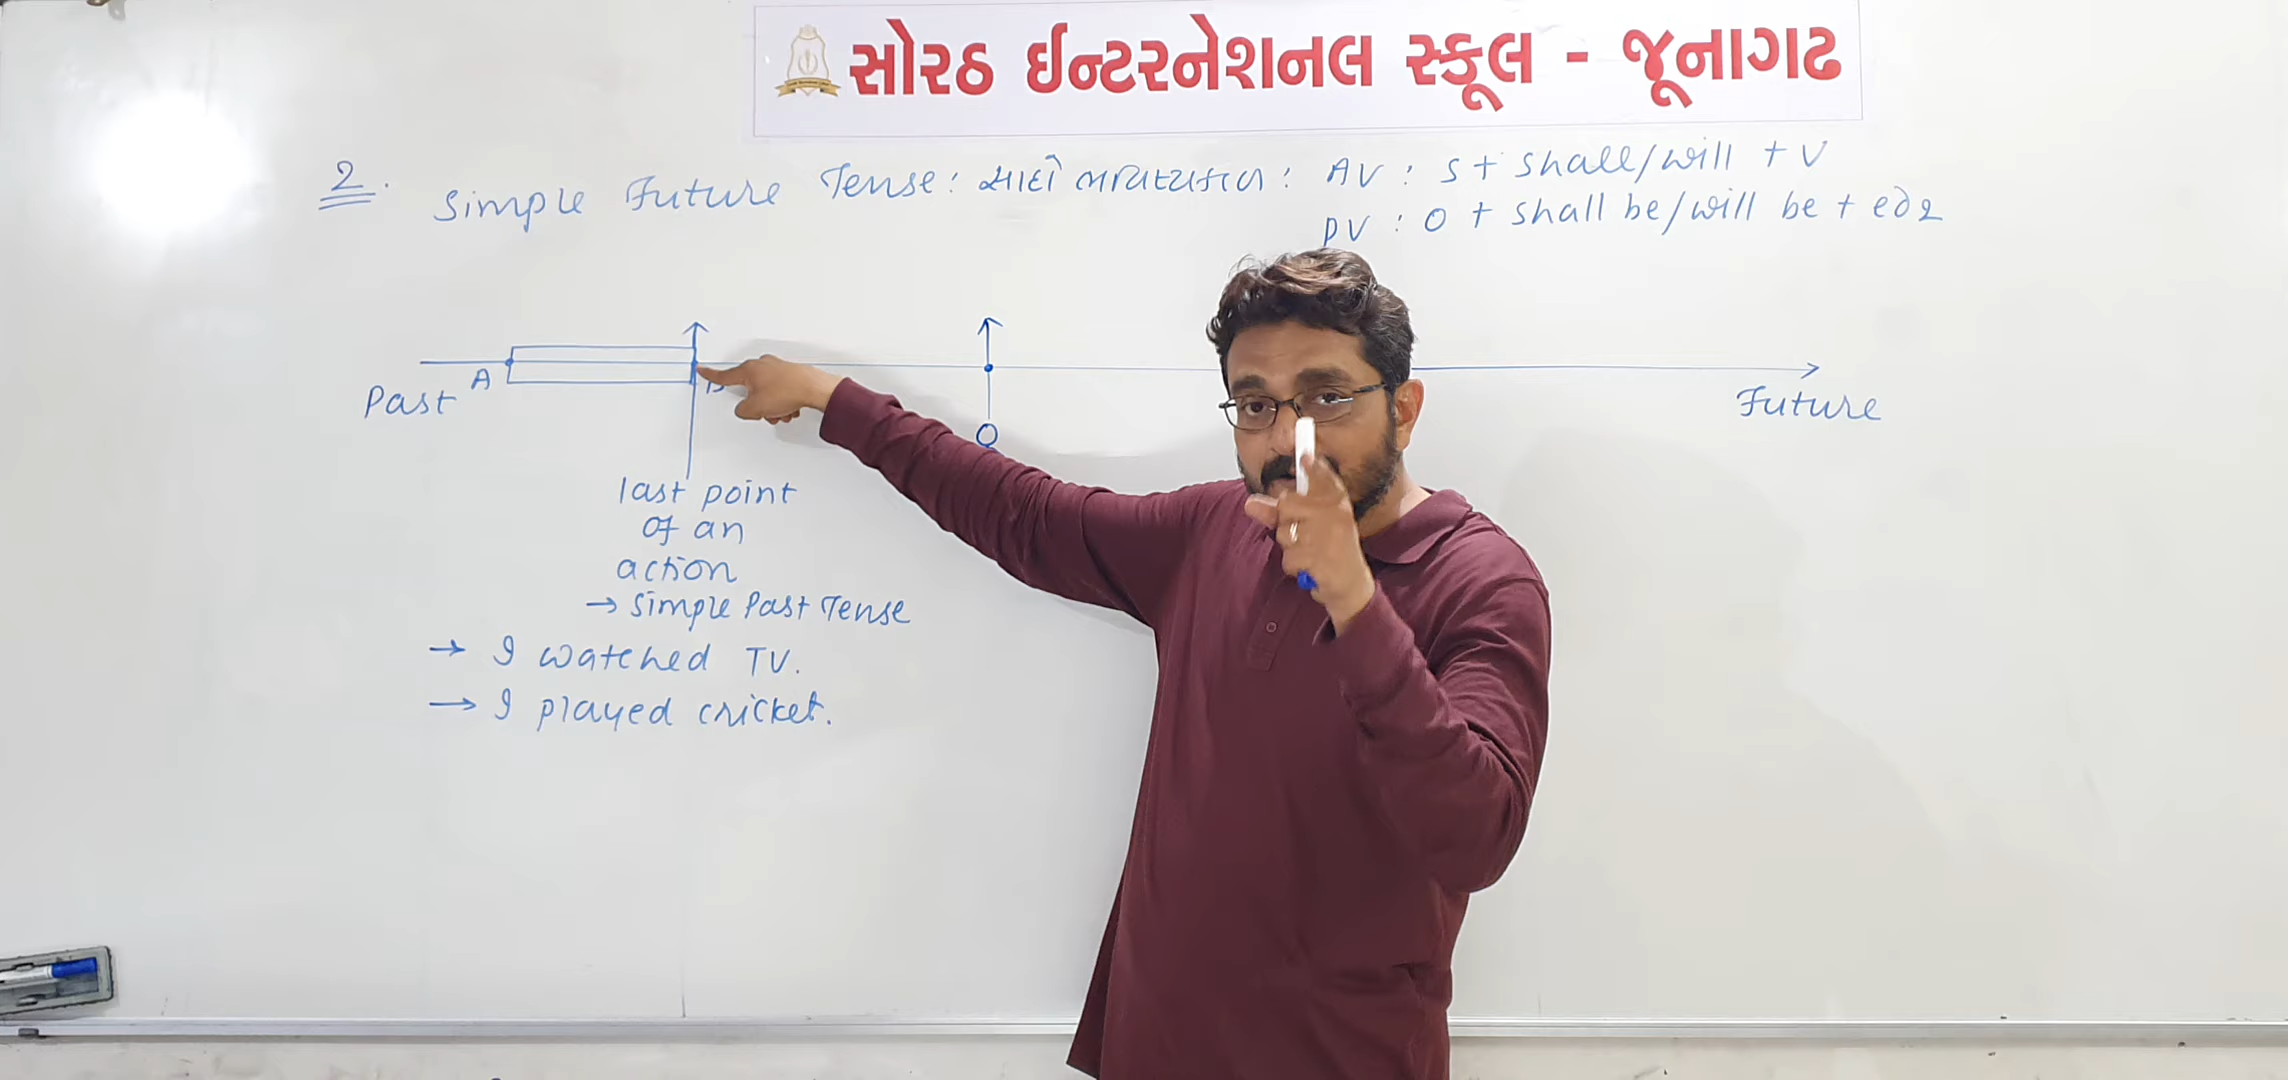 સોરઠ ઈન્ટરનેશનલ સ્કૂલ - જૂનાગઢ
2. Simple Future Tense: સાદો ભવિષ્યકાળ: AV: S + shall/will + V
PV: O + shall be/will be + ed2
A
Past
O
Future
last point
of an
action
→ Simple Past Tense
→ I watched TV.
→ I played cricket.